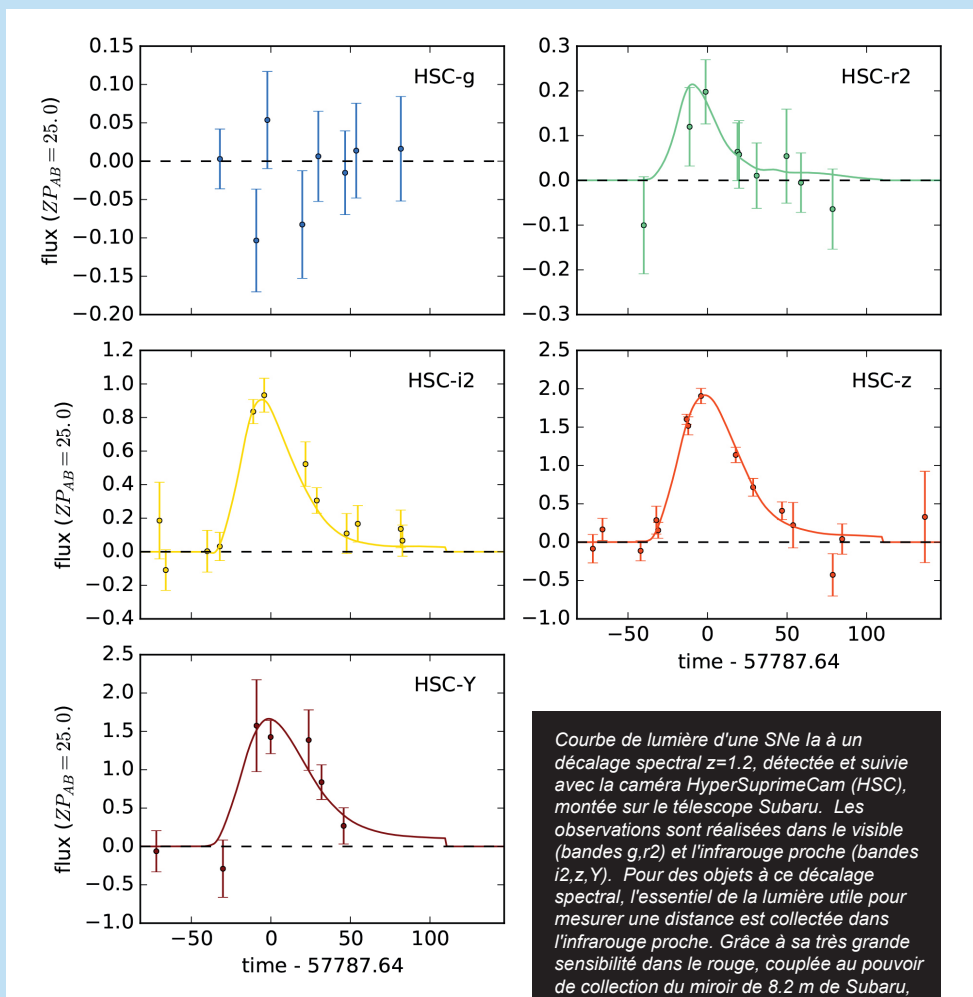 HSC-g
0.15
0.10
0.05
0.00
−0.05
−0.10
−0.15
−0.20
flux (ZP_AB = 25.0)
HSC-r2
0.3
0.2
0.1
0.0
−0.1
−0.2
−0.3
HSC-i2
1.2
1.0
0.8
0.6
0.4
0.2
0.0
−0.2
−0.4
flux (ZP_AB = 25.0)
HSC-z
2.5
2.0
1.5
1.0
0.5
0.0
−0.5
−1.0
−50 0 50 100
time - 57787.64
HSC-Y
2.5
2.0
1.5
1.0
0.5
0.0
−0.5
−1.0
flux (ZP_AB = 25.0)
−50 0 50 100
time - 57787.64
Courbe de lumière d'une SNe Ia à un
décalage spectral z=1.2, détectée et suivie
avec la caméra HyperSuprimeCam (HSC),
montée sur le télescope Subaru. Les
observations sont réalisées dans le visible
(bandes g,r2) et l'infrarouge proche (bandes
i2,z,Y). Pour des objets à ce décalage
spectral, l'essentiel de la lumière utile pour
mesurer une distance est collectée dans
l'infrarouge proche. Grâce à sa très grande
sensibilité dans le rouge, couplée au pouvoir
de collection du miroir de 8.2 m de Subaru,